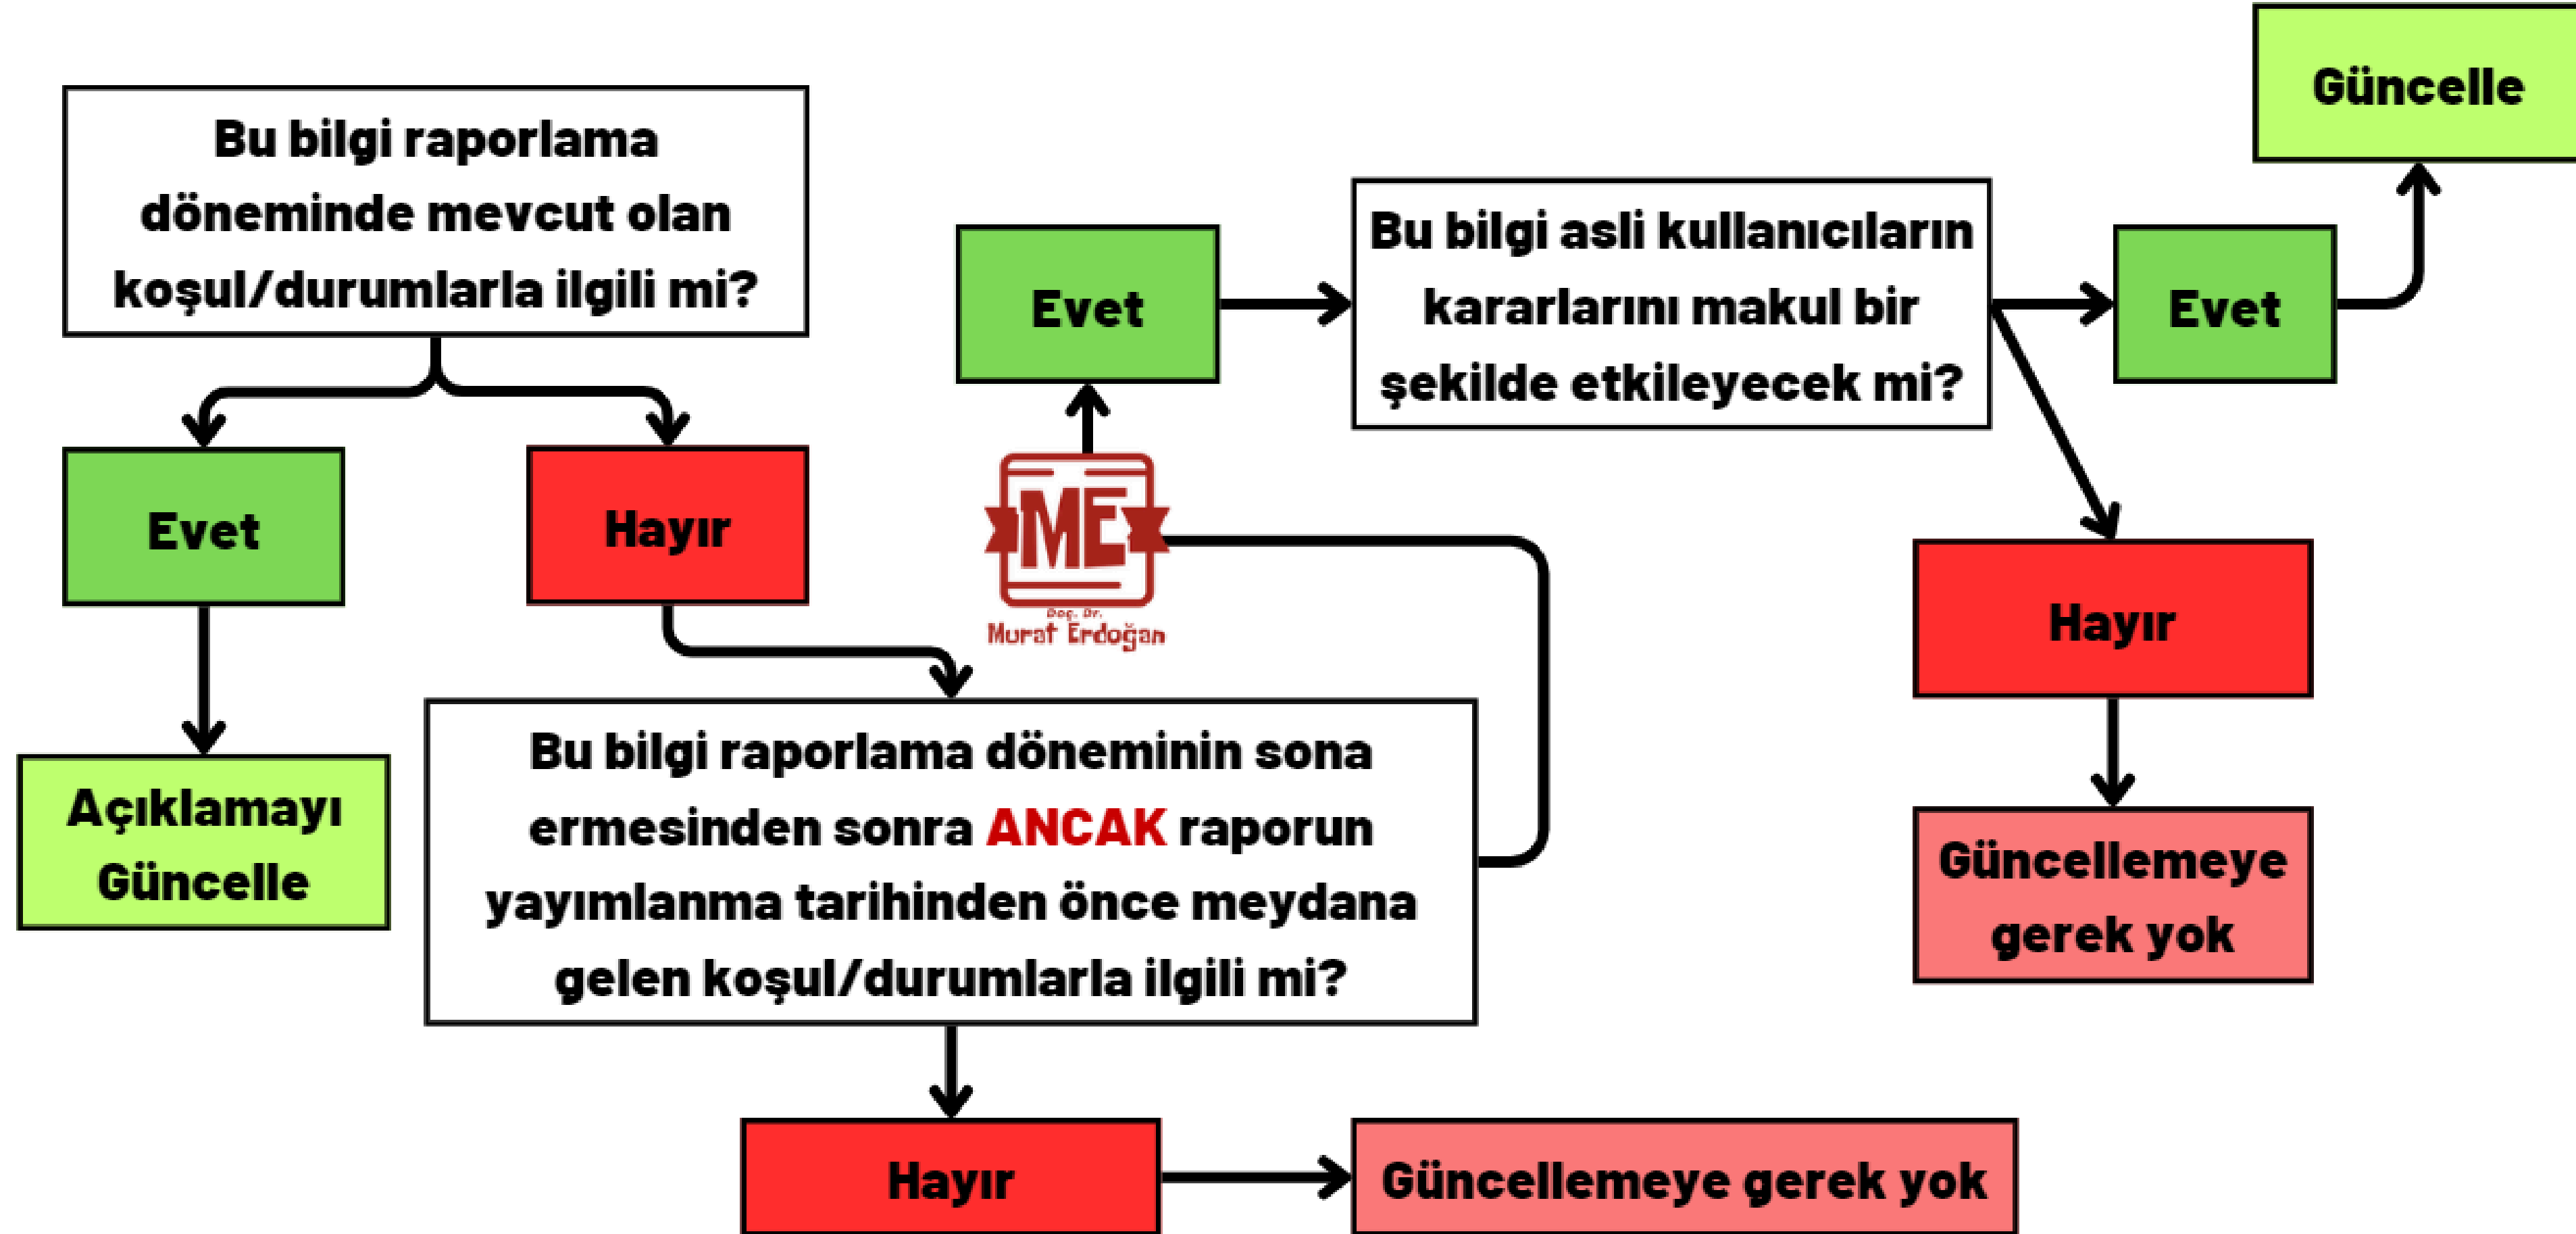 Bu bilgi raporlama
döneminde mevcut olan
koşul/durumlarla ilgili mi?
Evet
Açıklamayı
Güncelle
Hayır
Bu bilgi raporlama döneminin sona
ermesinden sonra ANCAK raporun
yayımlanma tarihinden önce meydana
gelen koşul/durumlarla ilgili mi?
Hayır
Güncellemeye gerek yok
ME
Doç. Dr.
Murat Erdoğan
Evet
Bu bilgi asli kullanıcıların
kararlarını makul bir
şekilde etkileyecek mi?
Evet
Güncelle
Hayır
Güncellemeye
gerek yok